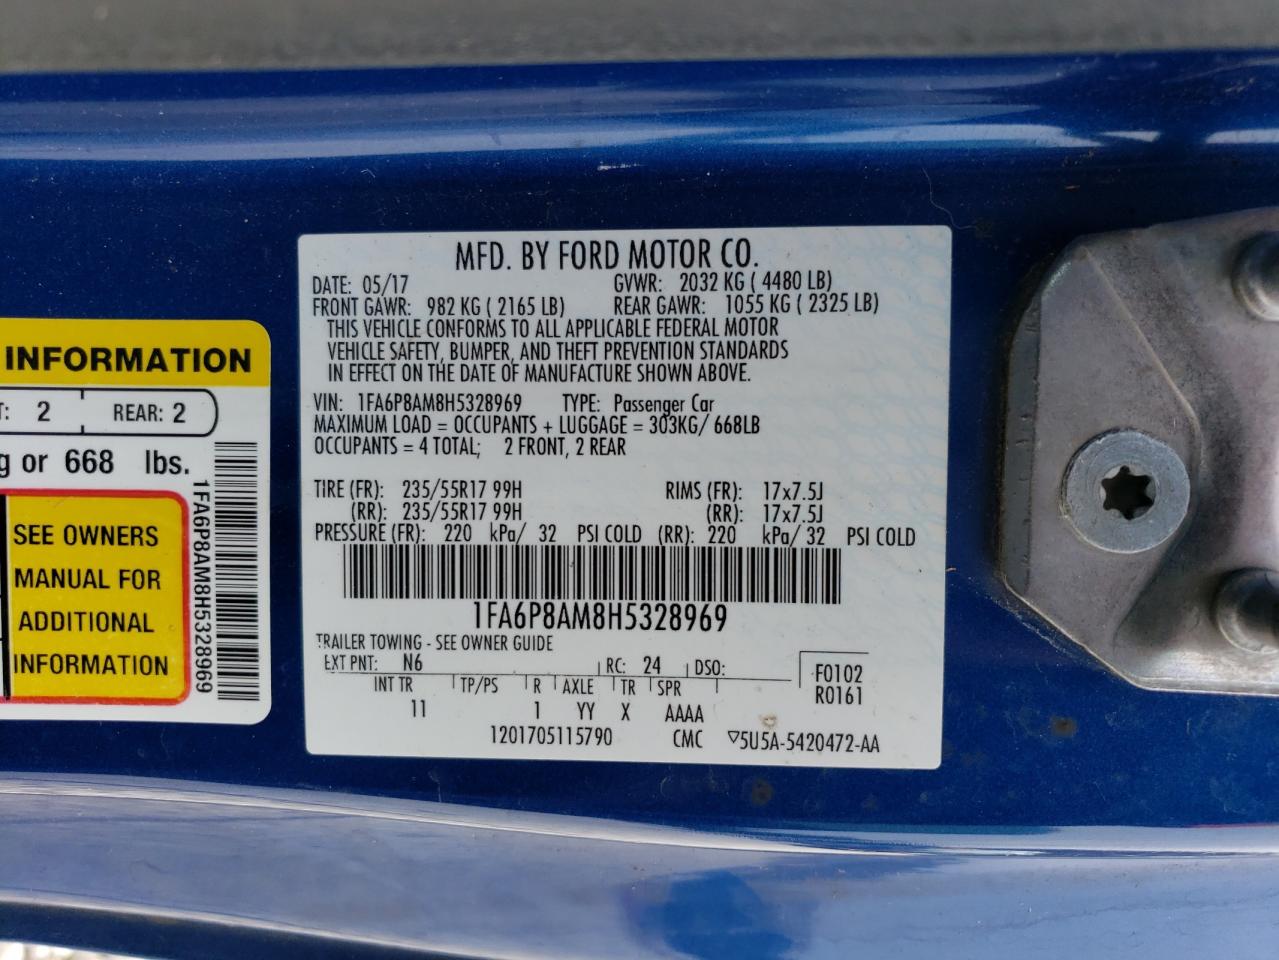 INFORMATION
T: 2 REAR: 2
g or 668 lbs.
SEE OWNERS
MANUAL FOR
ADDITIONAL
INFORMATION
1FA6P8AM8H5328969
MFD. BY FORD MOTOR CO.
DATE: 05/17 GVWR: 2032 KG ( 4480 LB)
FRONT GAWR: 982 KG ( 2165 LB) REAR GAWR: 1055 KG ( 2325 LB)
THIS VEHICLE CONFORMS TO ALL APPLICABLE FEDERAL MOTOR
VEHICLE SAFETY, BUMPER, AND THEFT PREVENTION STANDARDS
IN EFFECT ON THE DATE OF MANUFACTURE SHOWN ABOVE.
VIN: 1FA6P8AM8H5328969 TYPE: Passenger Car
MAXIMUM LOAD = OCCUPANTS + LUGGAGE = 303KG/ 668LB
OCCUPANTS = 4 TOTAL; 2 FRONT, 2 REAR
TIRE (FR): 235/55R17 99H RIMS (FR): 17x7.5J
(RR): 235/55R17 99H (RR): 17x7.5J
PRESSURE (FR): 220 kPa/ 32 PSI COLD (RR): 220 kPa/ 32 PSI COLD
1FA6P8AM8H5328969
TRAILER TOWING - SEE OWNER GUIDE
EXT PNT: N6 RC: 24 DSO: F0102
INT TR TP/PS R AXLE TR SPR R0161
11 1 YY X AAAA
1201705115790 CMC ▽5U5A-5420472-AA